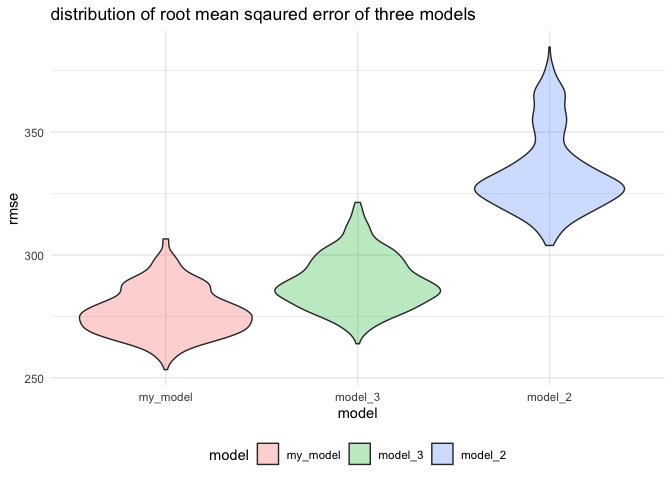 distribution of root mean sqaured error of three models
rmse
350
300
250
my_model model_3 model_2
model
model my_model model_3 model_2